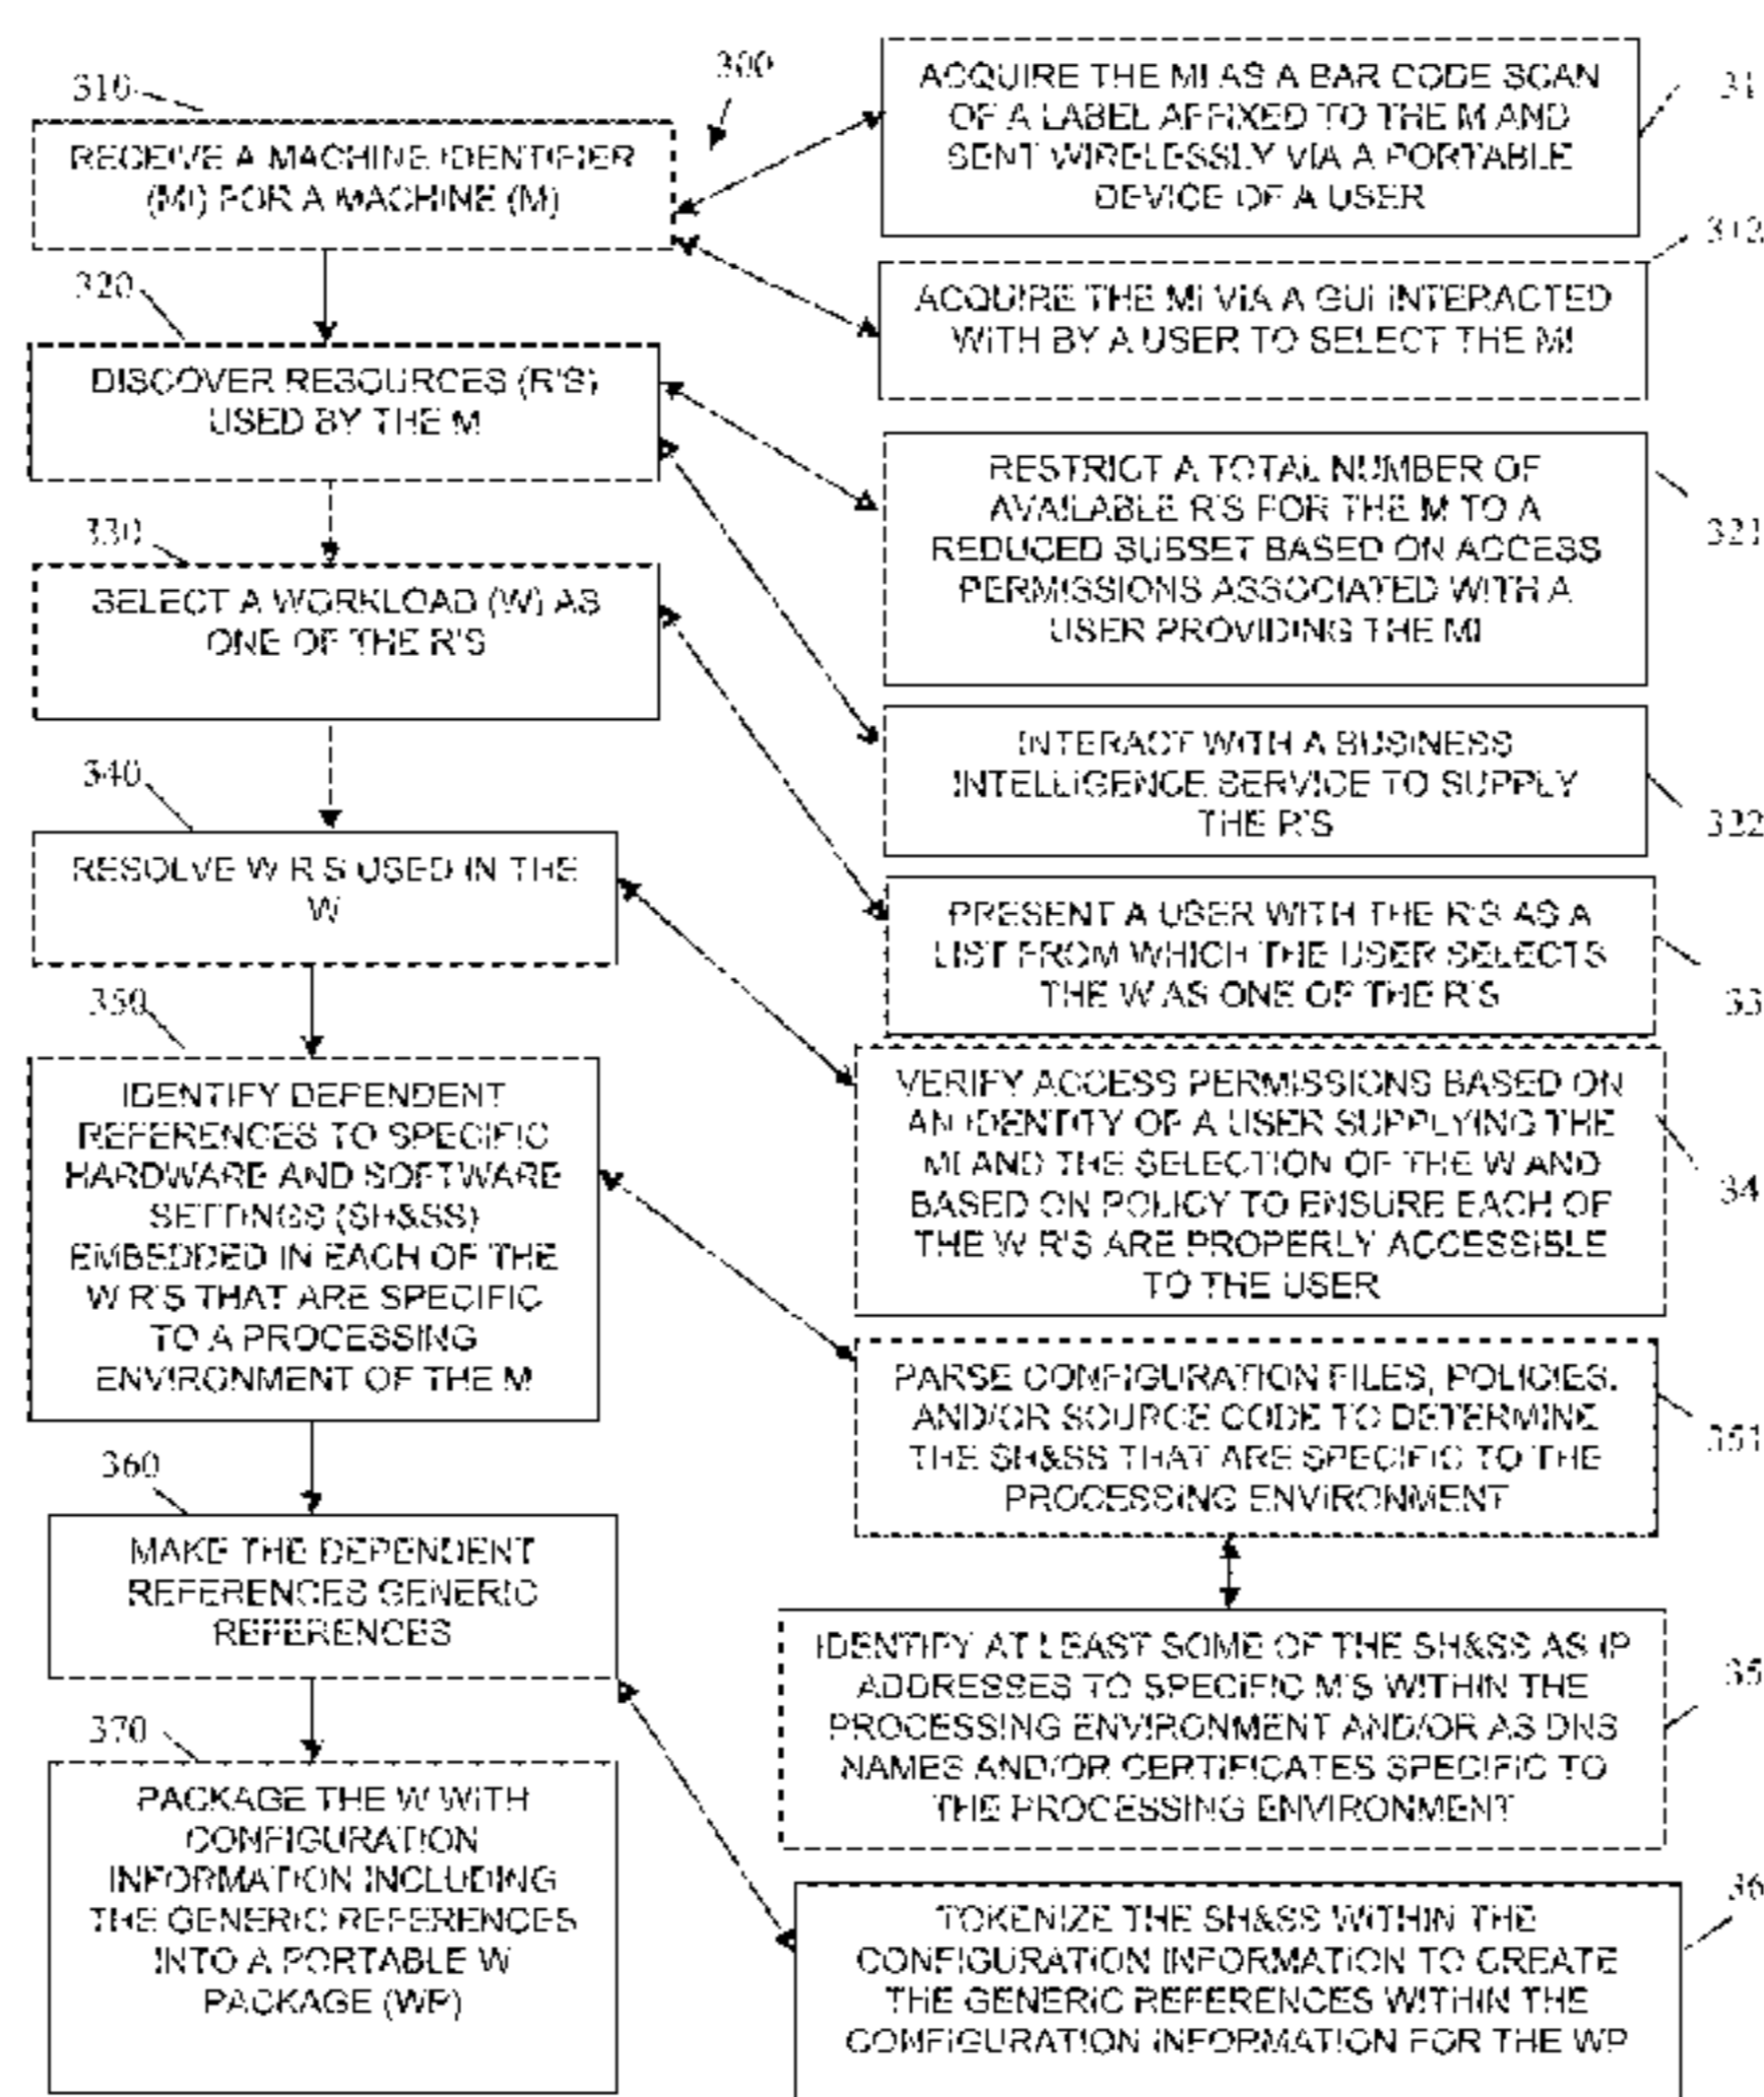 300
310
RECEIVE A MACHINE IDENTIFIER
(MI) FOR A MACHINE (M)
31
ACQUIRE THE MI AS A BAR CODE SCAN
OF A LABEL AFFIXED TO THE M AND
SENT WIRELESSLY VIA A PORTABLE
DEVICE OF A USER
312
ACQUIRE THE MI VIA A GUI INTERACTED
WITH BY A USER TO SELECT THE MI
320
DISCOVER RESOURCES (R'S)
USED BY THE M
321
RESTRICT A TOTAL NUMBER OF
AVAILABLE R'S FOR THE M TO A
REDUCED SUBSET BASED ON ACCESS
PERMISSIONS ASSOCIATED WITH A
USER PROVIDING THE MI
322
INTERACT WITH A BUSINESS
INTELLIGENCE SERVICE TO SUPPLY
THE R'S
330
SELECT A WORKLOAD (W) AS
ONE OF THE R'S
33
PRESENT A USER WITH THE R'S AS A
LIST FROM WHICH THE USER SELECTS
THE W AS ONE OF THE R'S
340
RESOLVE W R'S USED IN THE
W
34
VERIFY ACCESS PERMISSIONS BASED ON
AN IDENTITY OF A USER SUPPLYING THE
MI AND THE SELECTION OF THE W AND
BASED ON POLICY TO ENSURE EACH OF
THE W R'S ARE PROPERLY ACCESSIBLE
TO THE USER
350
IDENTIFY DEPENDENT
REFERENCES TO SPECIFIC
HARDWARE AND SOFTWARE
SETTINGS (SH&SS)
EMBEDDED IN EACH OF THE
W R'S THAT ARE SPECIFIC
TO A PROCESSING
ENVIRONMENT OF THE M
351
PARSE CONFIGURATION FILES, POLICIES,
AND/OR SOURCE CODE TO DETERMINE
THE SH&SS THAT ARE SPECIFIC TO THE
PROCESSING ENVIRONMENT
35
IDENTIFY AT LEAST SOME OF THE SH&SS AS IP
ADDRESSES TO SPECIFIC M'S WITHIN THE
PROCESSING ENVIRONMENT AND/OR AS DNS
NAMES AND/OR CERTIFICATES SPECIFIC TO
THE PROCESSING ENVIRONMENT
360
MAKE THE DEPENDENT
REFERENCES GENERIC
REFERENCES
36
TOKENIZE THE SH&SS WITHIN THE
CONFIGURATION INFORMATION TO CREATE
THE GENERIC REFERENCES WITHIN THE
CONFIGURATION INFORMATION FOR THE WP
370
PACKAGE THE W WITH
CONFIGURATION
INFORMATION INCLUDING
THE GENERIC REFERENCES
INTO A PORTABLE W
PACKAGE (WP)